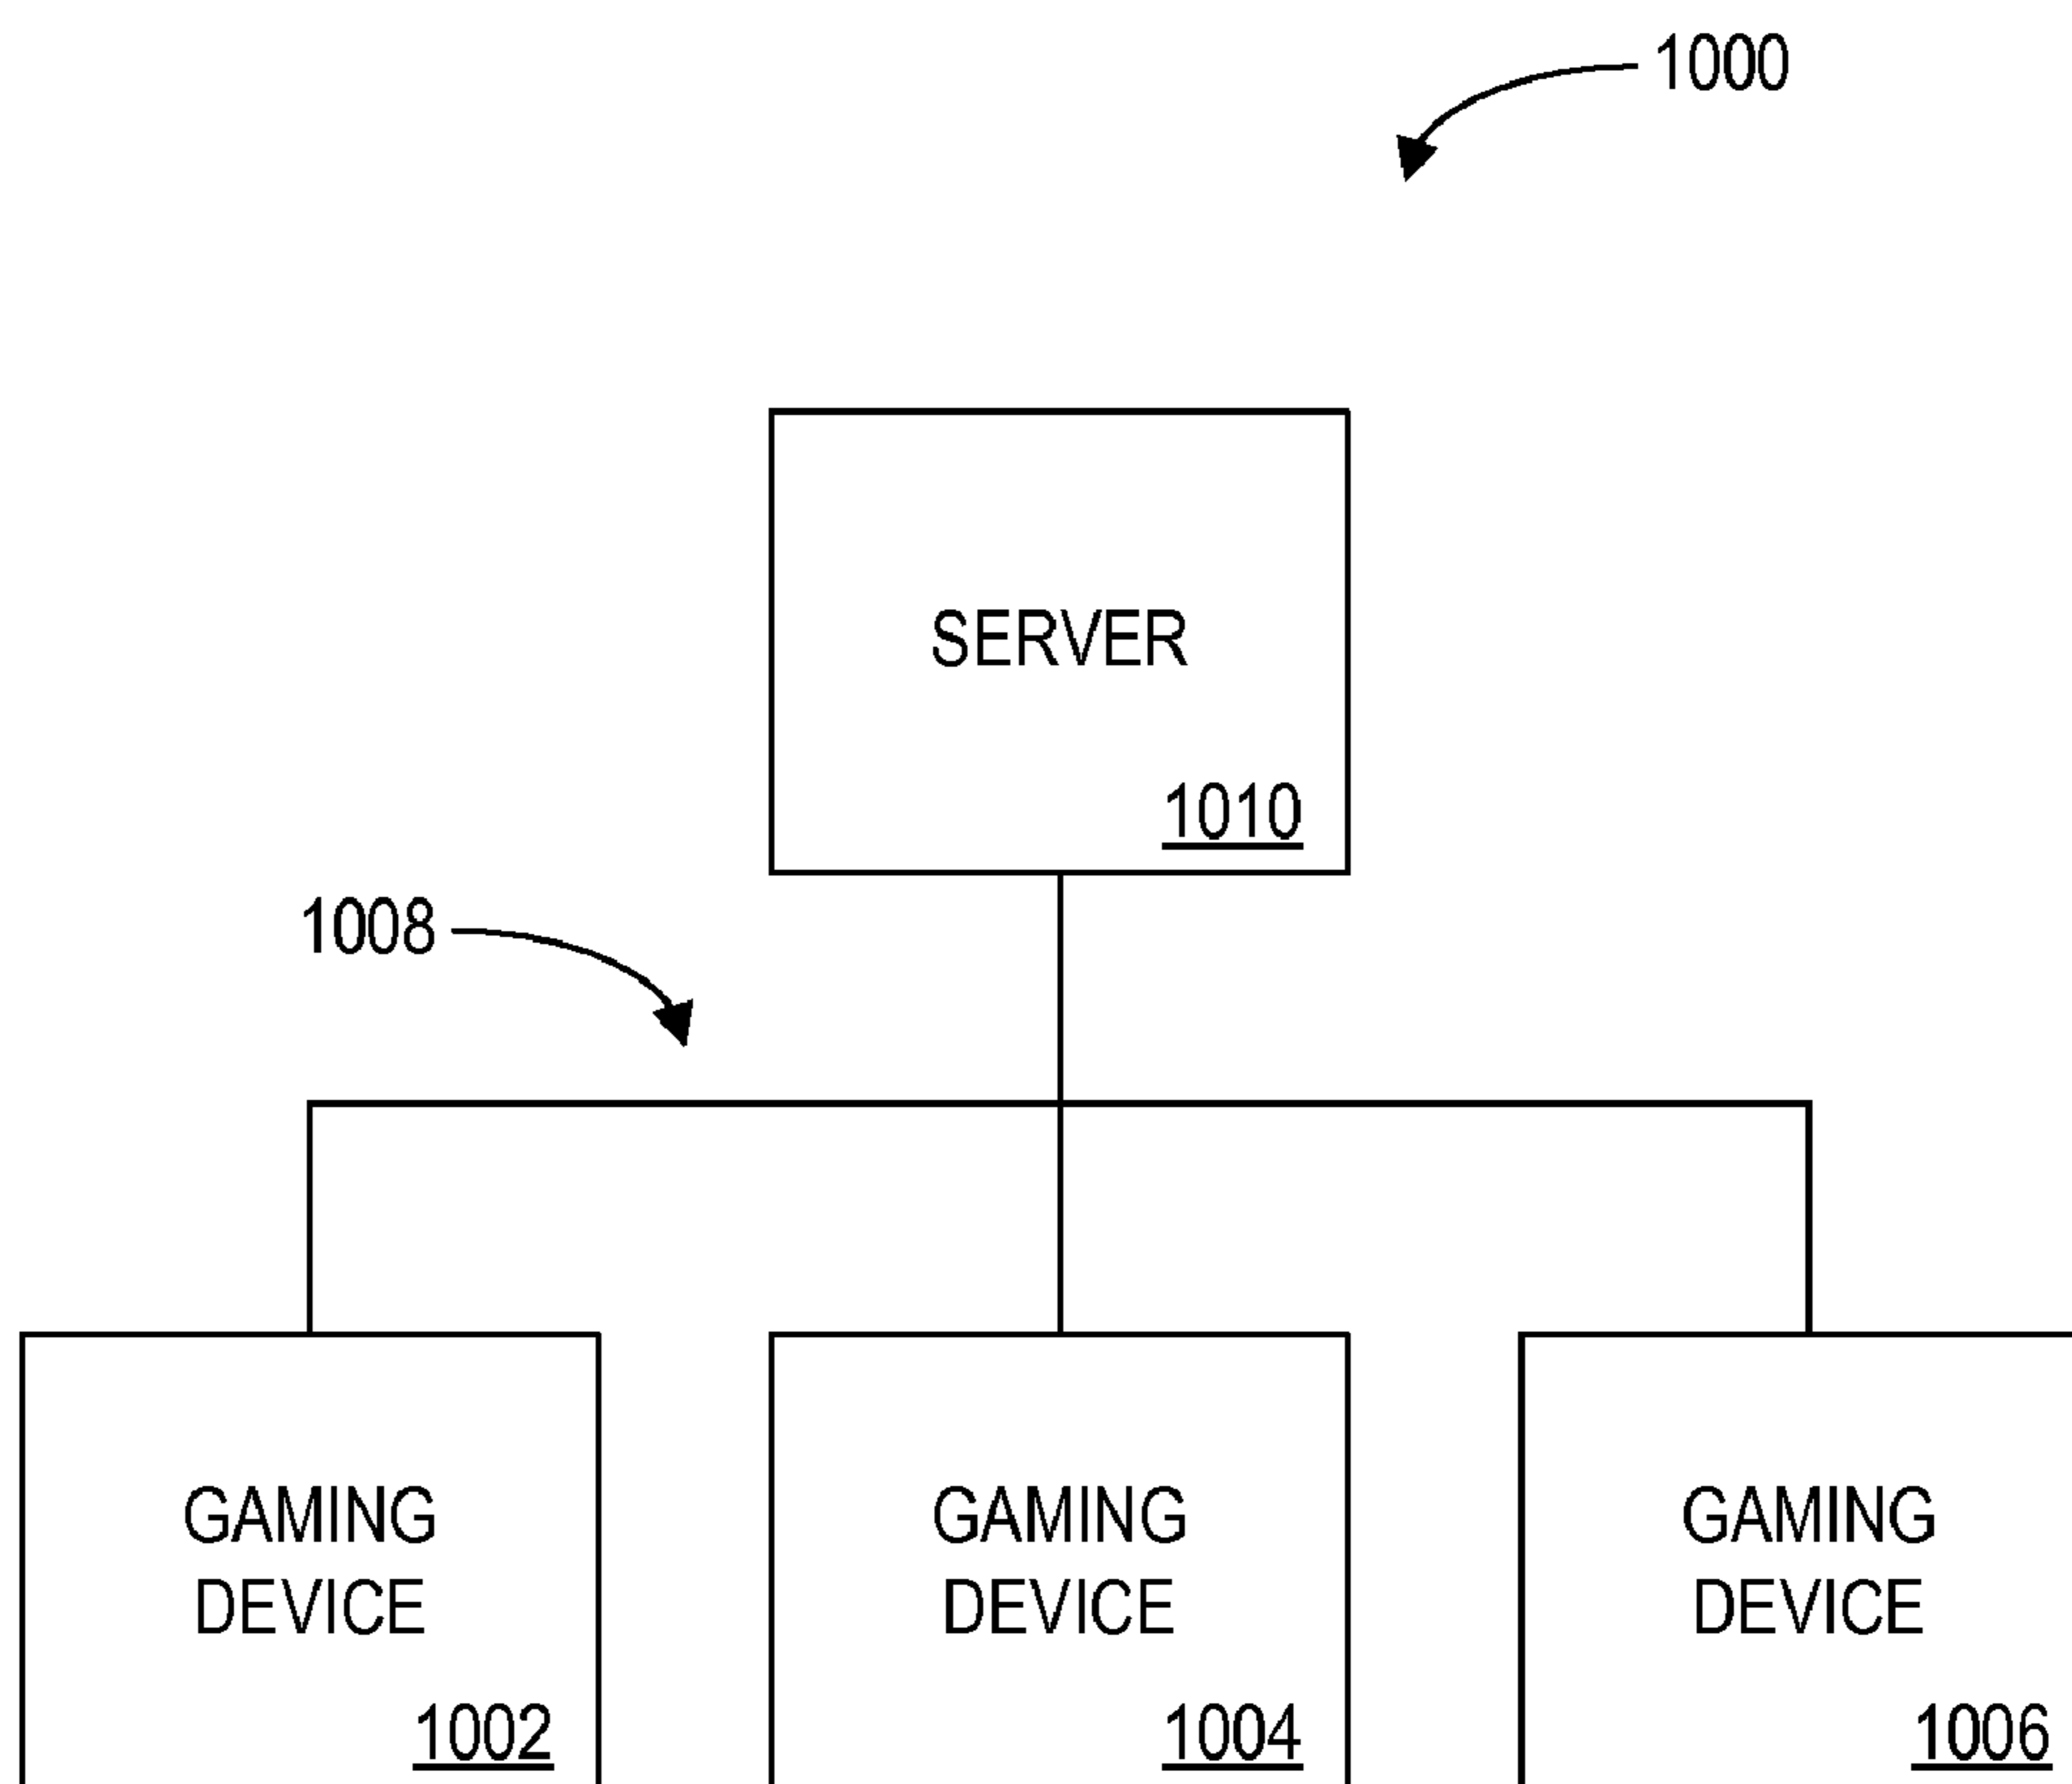 1000
SERVER
1010
1008
GAMING
DEVICE
1002
GAMING
DEVICE
1004
GAMING
DEVICE
1006